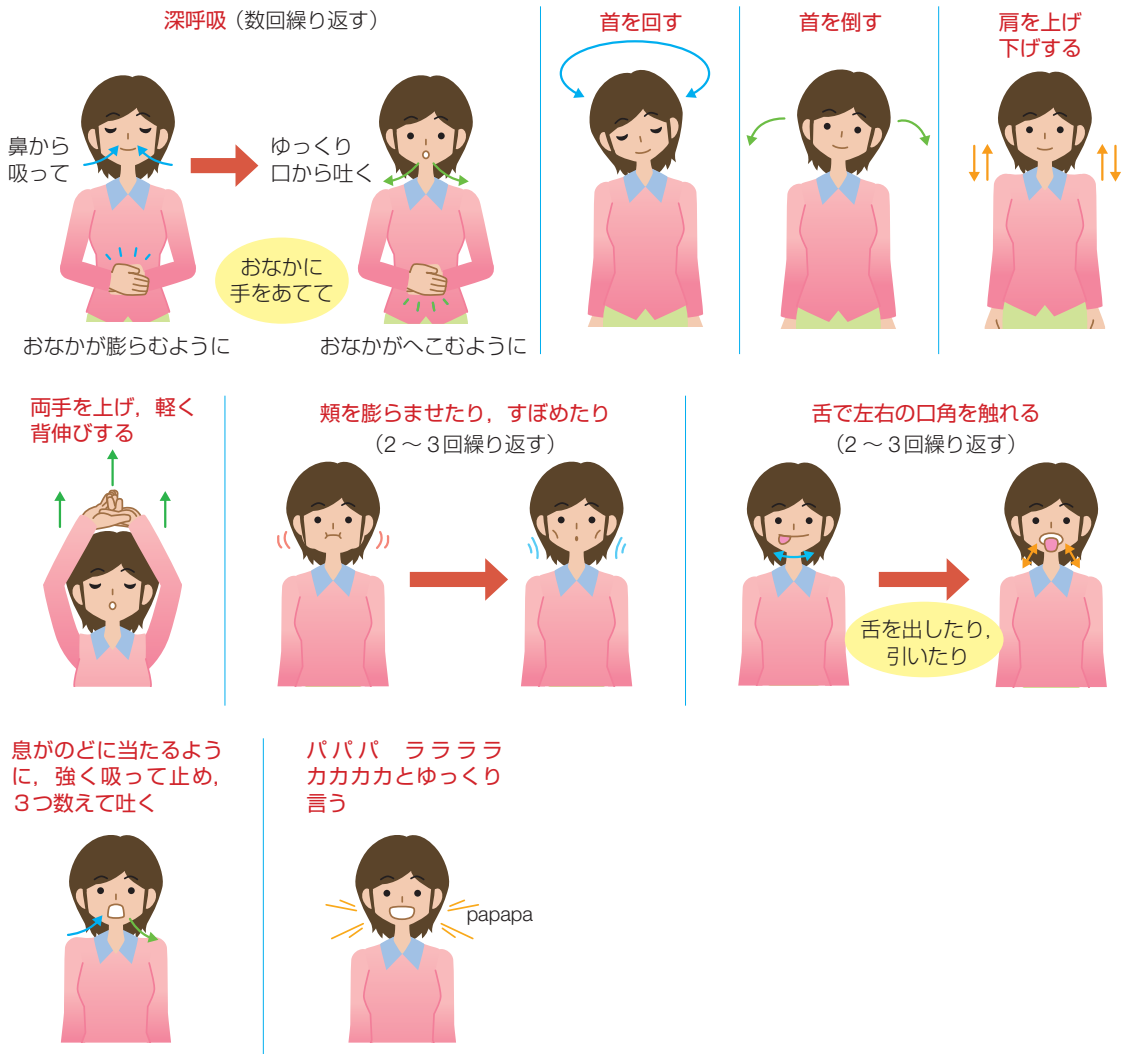 深呼吸（数回繰り返す）
鼻から
吸って
ゆっくり
口から吐く
おなかに
手をあてて
おなかが膨らむように
おなかがへこむように
首を回す
首を倒す
肩を上げ
下げする
両手を上げ，軽く
背伸びする
頬を膨らませたり，すぼめたり
（2～3回繰り返す）
舌で左右の口角を触れる
（2～3回繰り返す）
舌を出したり，
引いたり
息がのどに当たるよう
に，強く吸って止め，
３つ数えて吐く
パパパ　ララララ
カカカカとゆっくり
言う
papapa